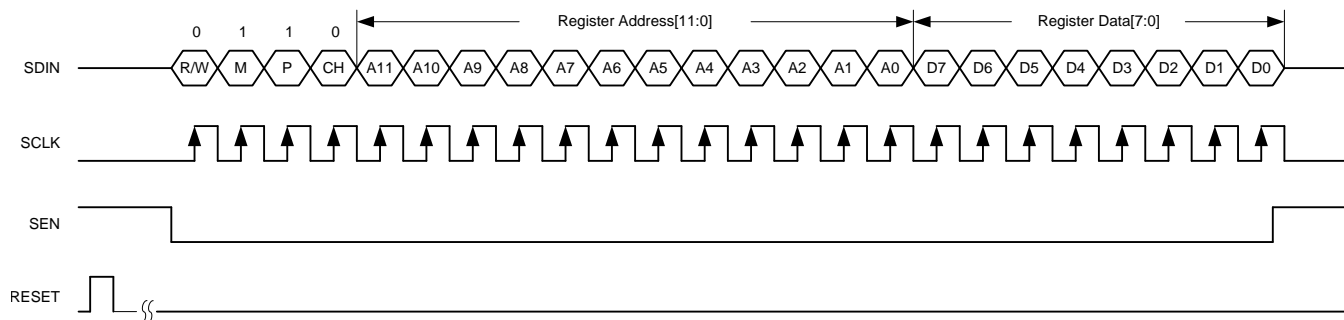 0 1 1 0 Register Address[11:0] Register Data[7:0]
SDIN R/W M P CH A11 A10 A9 A8 A7 A6 A5 A4 A3 A2 A1 A0 D7 D6 D5 D4 D3 D2 D1 D0
SCLK
SEN
RESET